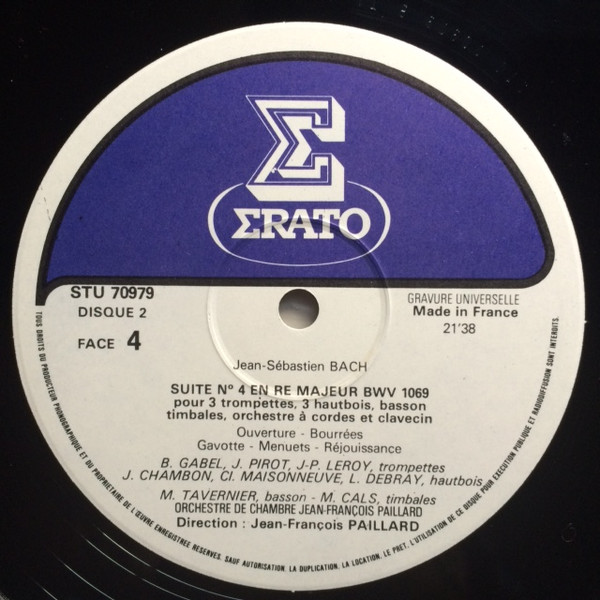 Σ
ΣRATO
STU 70979
DISQUE 2
FACE 4
GRAVURE UNIVERSELLE
Made in France
21'38
Jean-Sébastien BACH
SUITE Nº 4 EN RE MAJEUR BWV 1069
pour 3 trompettes, 3 hautbois, basson
timbales, orchestre à cordes et clavecin
Ouverture - Bourrées
Gavotte - Menuets - Réjouissance
B. GABEL, J. PIROT, J-P. LEROY, trompettes
J. CHAMBON, Cl. MAISONNEUVE, L. DEBRAY, hautbois
M. TAVERNIER, basson - M. CALS, timbales
ORCHESTRE DE CHAMBRE JEAN-FRANÇOIS PAILLARD
Direction : Jean-François PAILLARD
TOUS DROITS DU PRODUCTEUR PHONOGRAPHIQUE ET DU PROPRIETAIRE DE L'ŒUVRE ENREGISTREE RESERVES. SAUF AUTORISATION, LA DUPLICATION, LA LOCATION, LE PRET, L'UTILISATION DE CE DISQUE POUR EXECUTION PUBLIQUE ET RADIODIFFUSION SONT INTERDITS.